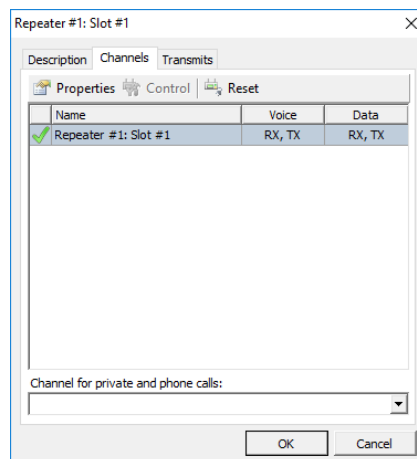 Repeater #1: Slot #1
Description Channels Transmits
Properties Control Reset
Name Voice Data
Repeater #1: Slot #1 RX, TX RX, TX
Channel for private and phone calls:
OK Cancel